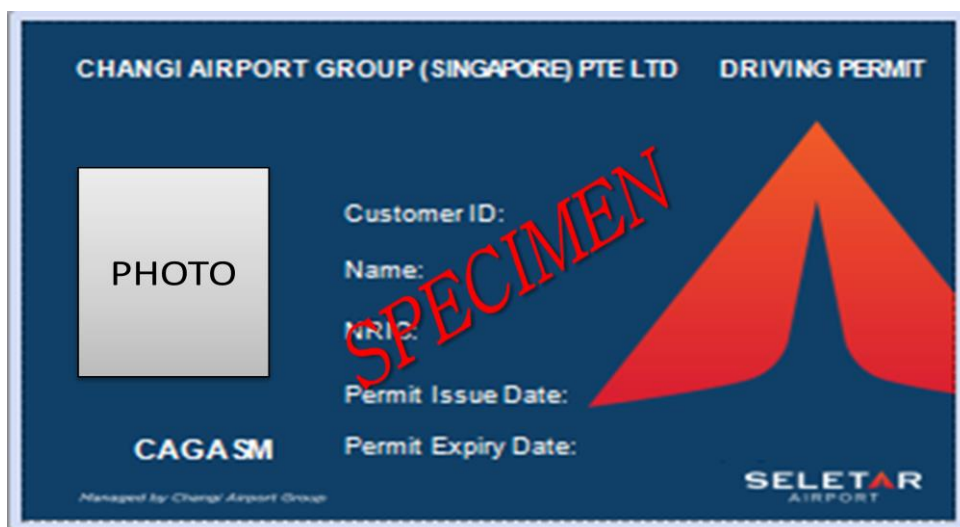 CHANGI AIRPORT GROUP (SINGAPORE) PTE LTD DRIVING PERMIT
PHOTO
Customer ID:
Name:
NRIC:
SPECIMEN
Permit Issue Date:
Permit Expiry Date:
CAGASM
Managed by Changi Airport Group
SELETAR
AIRPORT